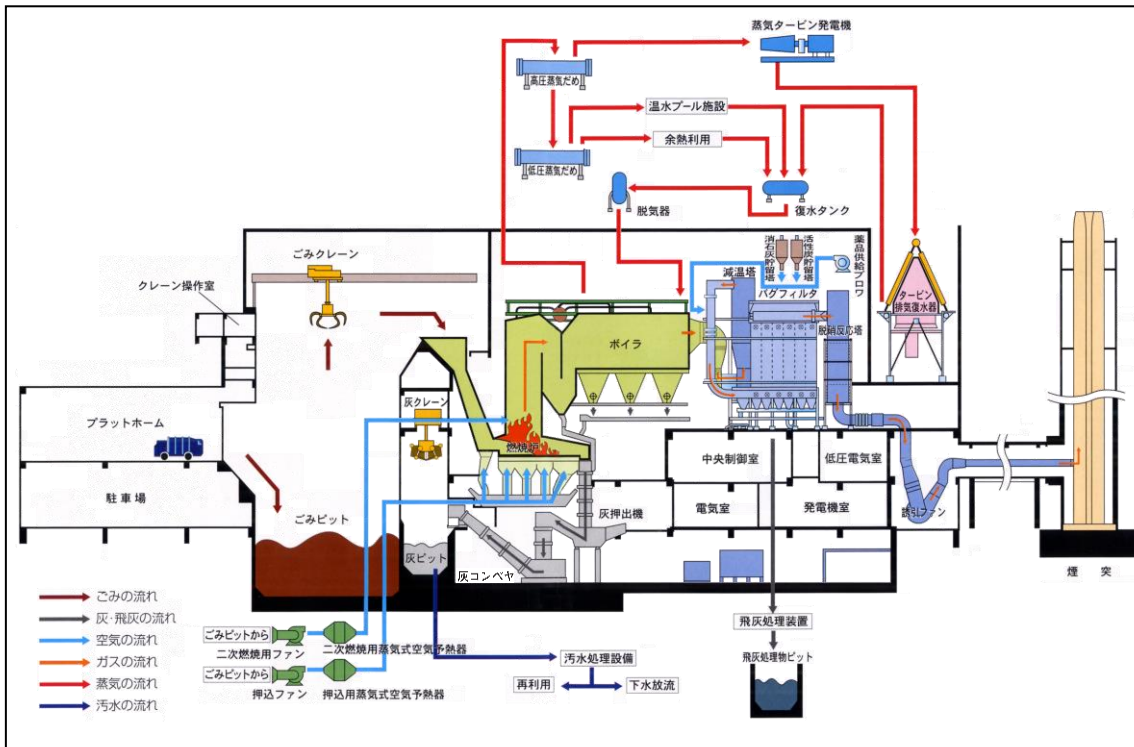 蒸気タービン発電機
高圧蒸気だめ
温水プール施設
余熱利用
低圧蒸気だめ
脱気器
復水タンク
ごみクレーン
クレーン操作室
消石灰貯留塔
活性炭貯留塔
薬品供給ブロワ
減温塔
バグフィルタ
タービン
排気復水器
脱硝反応塔
ボイラ
灰クレーン
プラットホーム
燃焼炉
中央制御室
低圧電気室
駐車場
ごみピット
灰押出機
電気室
発電機室
誘引ファン
灰ピット
灰コンベヤ
煙突
ごみの流れ
灰・飛灰の流れ
空気の流れ
ガスの流れ
蒸気の流れ
汚水の流れ
ごみピットから
二次燃焼用ファン
二次燃焼用蒸気式空気予熱器
ごみピットから
押込ファン
押込用蒸気式空気予熱器
汚水処理設備
再利用
下水放流
飛灰処理装置
飛灰処理物ピット